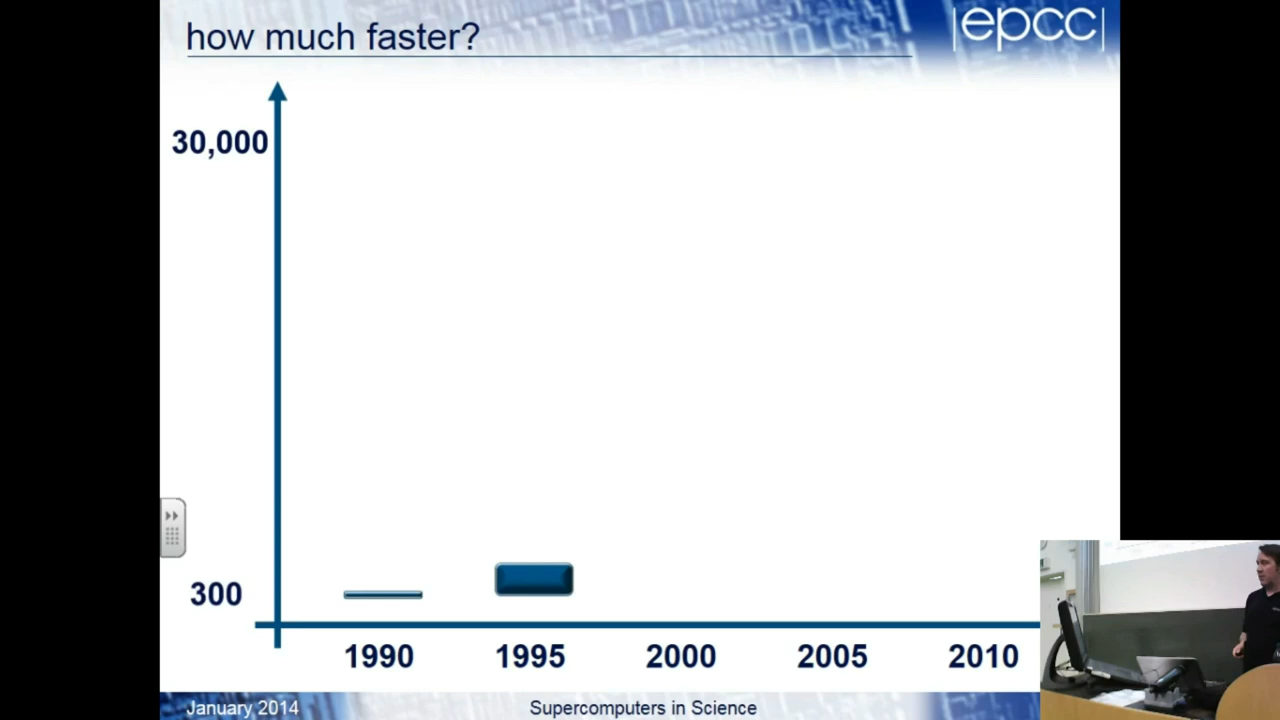 how much faster?
|epcc|
30,000
300
1990 1995 2000 2005 2010
January 2014 Supercomputers in Science